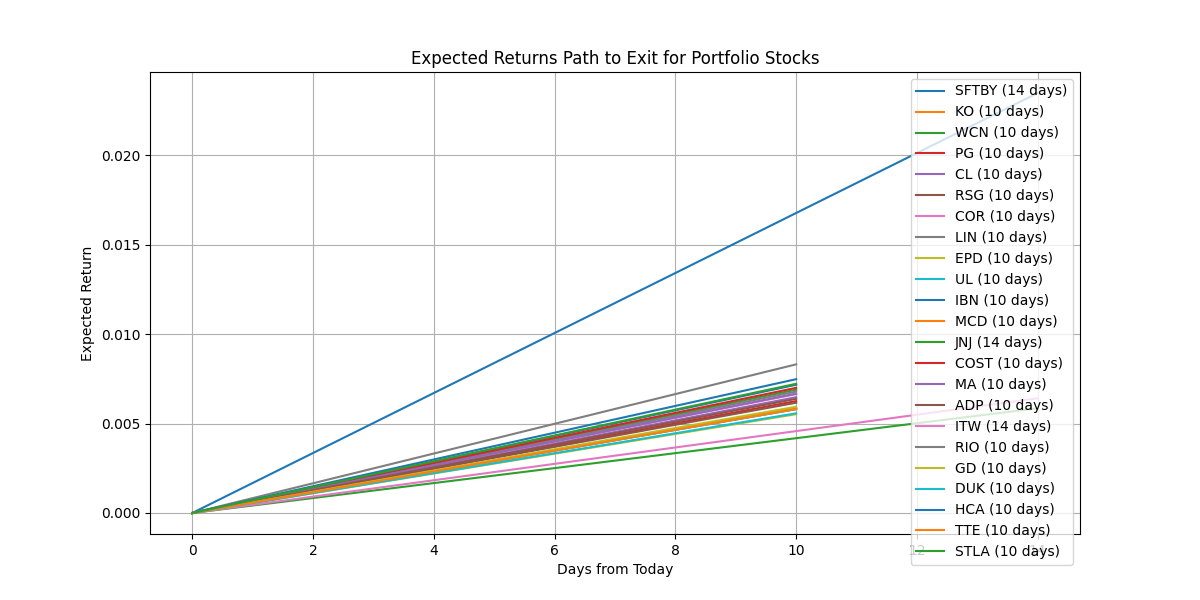 Expected Returns Path to Exit for Portfolio Stocks
Expected Return
0.020
0.015
0.010
0.005
0.000
0
2
4
6
8
10
12
14
Days from Today
SFTBY (14 days)
KO (10 days)
WCN (10 days)
PG (10 days)
CL (10 days)
RSG (10 days)
COR (10 days)
LIN (10 days)
EPD (10 days)
UL (10 days)
IBN (10 days)
MCD (10 days)
JNJ (14 days)
COST (10 days)
MA (10 days)
ADP (10 days)
ITW (14 days)
RIO (10 days)
GD (10 days)
DUK (10 days)
HCA (10 days)
TTE (10 days)
STLA (10 days)